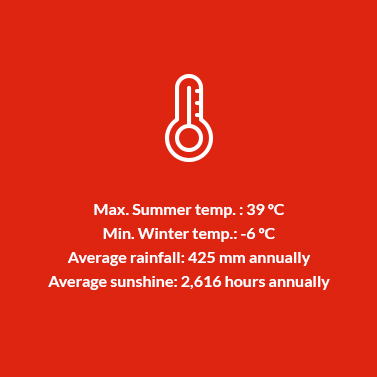 Max. Summer temp. : 39 ºC
Min. Winter temp.: -6 ºC
Average rainfall: 425 mm annually
Average sunshine: 2,616 hours annually